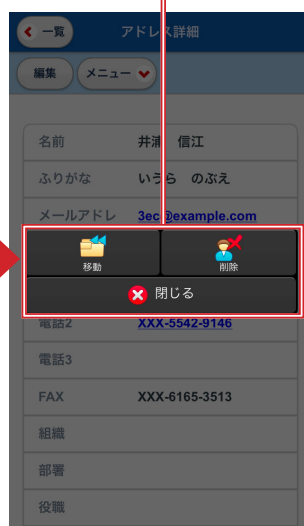 一覧
アドレス詳細
編集
メニュー
名前 井浦 信江
ふりがな いうら のぶえ
メールアドレ 3ec@example.com
移動
削除
閉じる
電話2 XXX-5542-9146
電話3
FAX XXX-6165-3513
組織
部署
役職